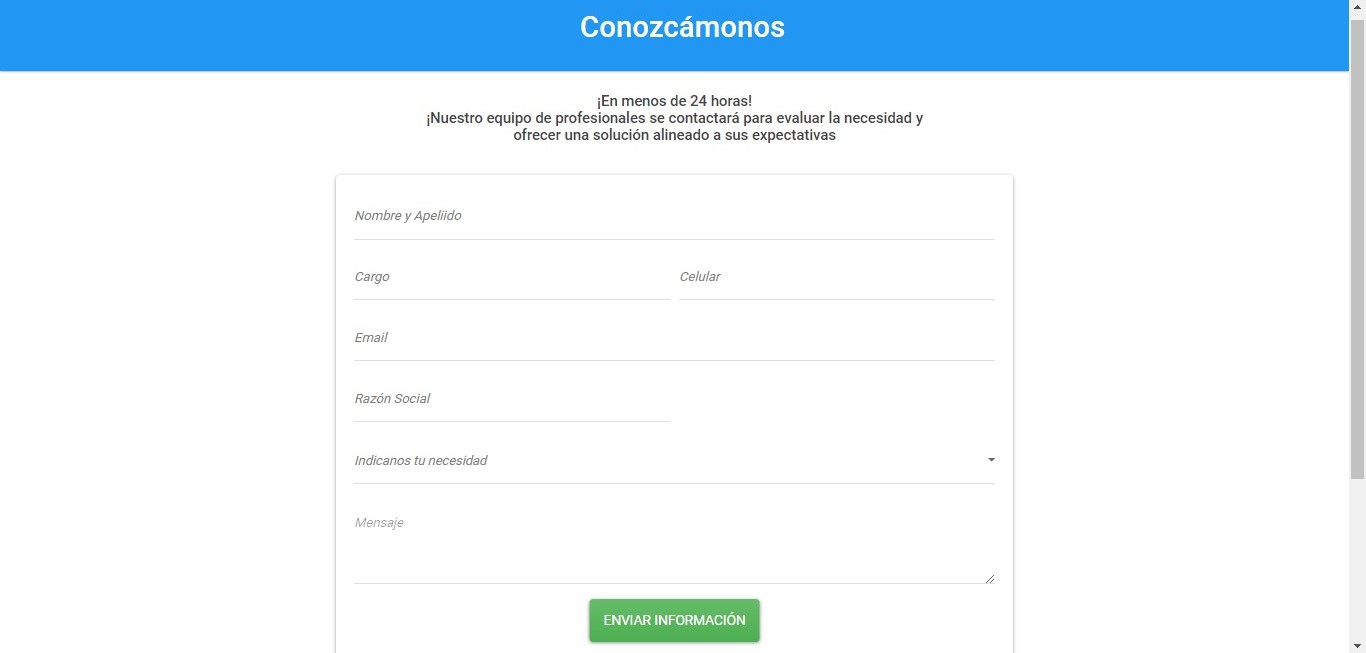 Conozcámonos
¡En menos de 24 horas!
¡Nuestro equipo de profesionales se contactará para evaluar la necesidad y
ofrecer una solución alineado a sus expectativas
Nombre y Apeliido
Cargo
Celular
Email
Razón Social
Indicanos tu necesidad
Mensaje
ENVIAR INFORMACIÓN